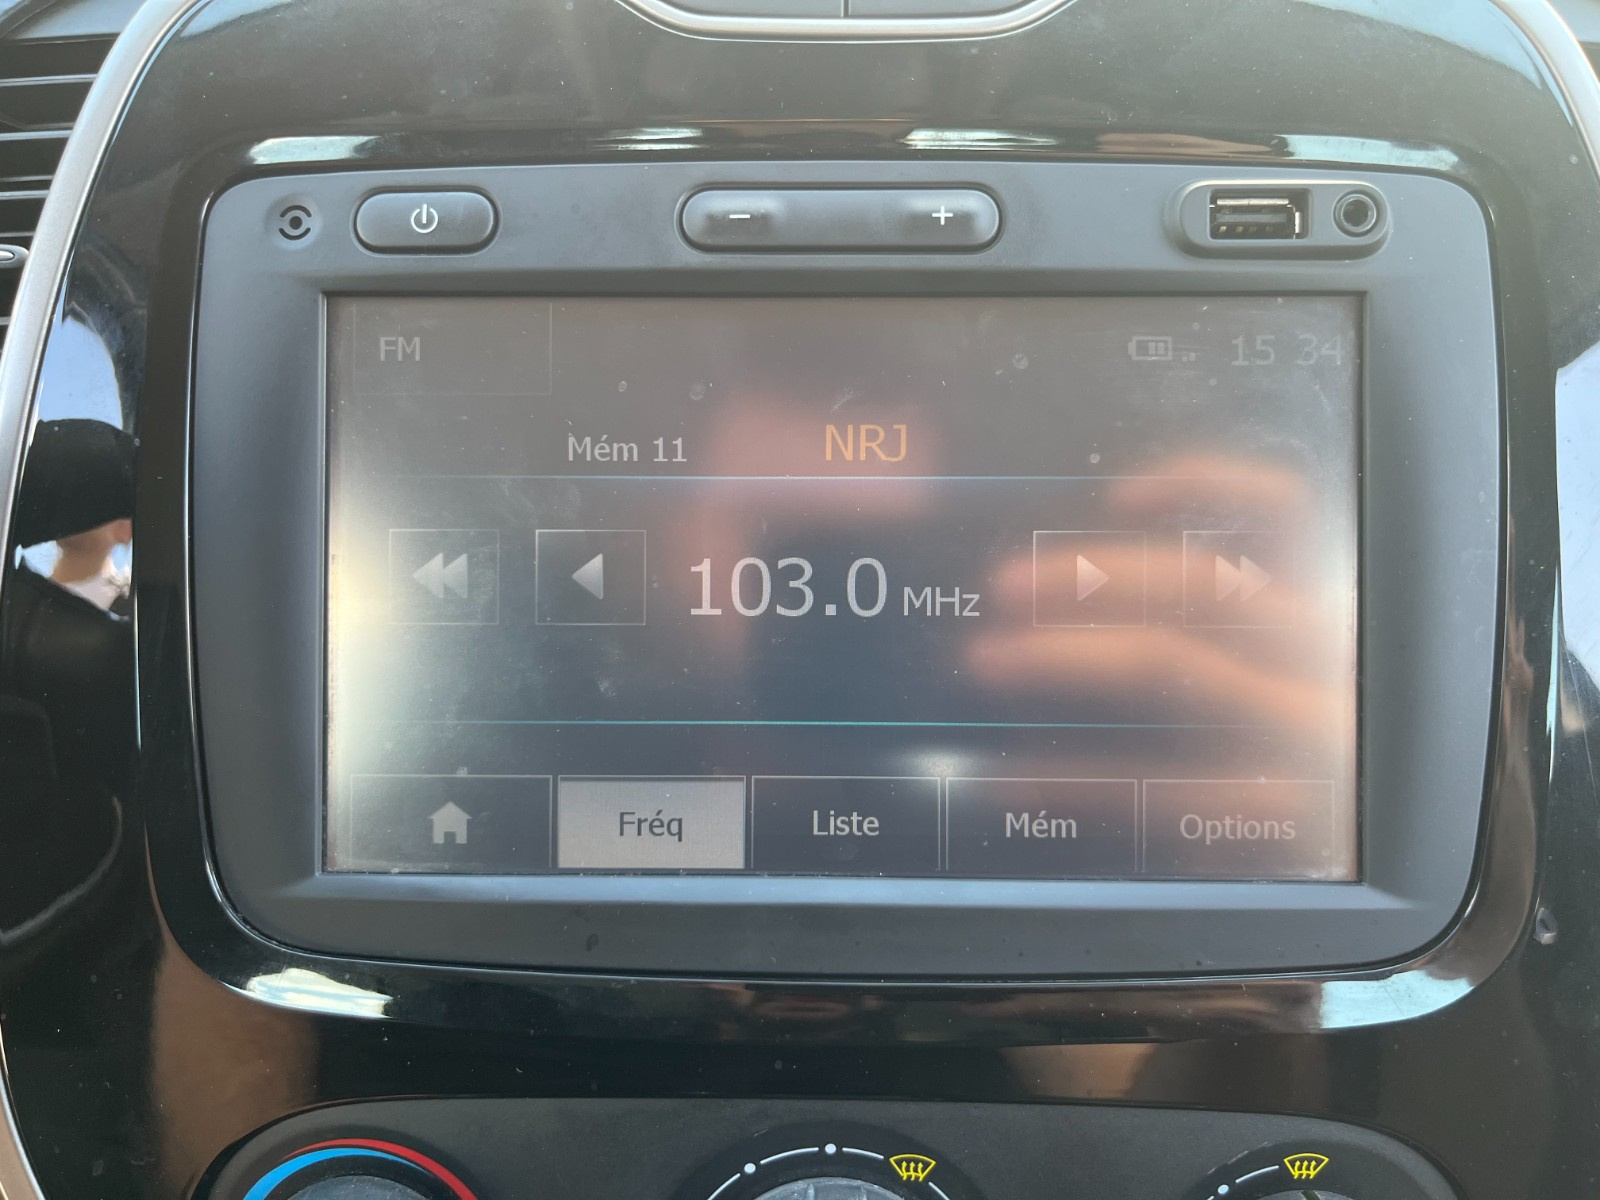 FM
15 34
Mém 11
NRJ
103.0 MHz
Fréq
Liste
Mém
Options